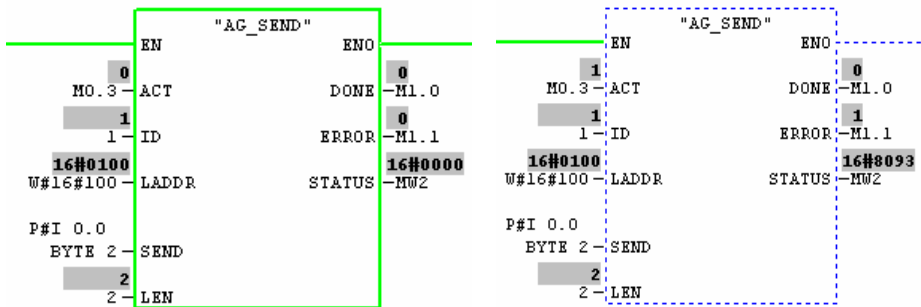 "AG_SEND"
EN ENO
0 0
M0.3 ACT DONE M1.0
1 0
1 ID ERROR M1.1
16#0100 16#0000
W#16#100 LADDR STATUS MW2
P#I 0.0
BYTE 2 SEND
2
2 LEN
"AG_SEND"
EN ENO
1 0
M0.3 ACT DONE M1.0
1 1
1 ID ERROR M1.1
16#0100 16#8093
W#16#100 LADDR STATUS MW2
P#I 0.0
BYTE 2 SEND
2
2 LEN